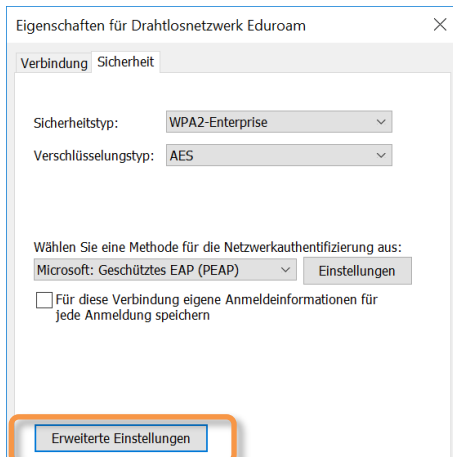 Eigenschaften für Drahtlosnetzwerk Eduroam
Verbindung Sicherheit
Sicherheitstyp: WPA2-Enterprise
Verschlüsselungstyp: AES
Wählen Sie eine Methode für die Netzwerkauthentifizierung aus:
Microsoft: Geschütztes EAP (PEAP) Einstellungen
Für diese Verbindung eigene Anmeldeinformationen für
jede Anmeldung speichern
Erweiterte Einstellungen